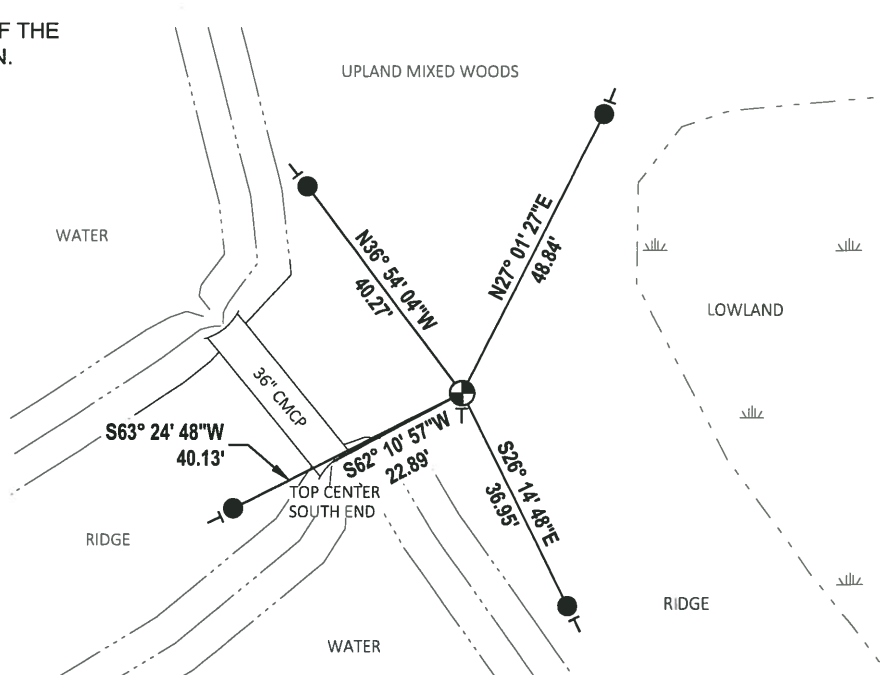 F THE
N.
UPLAND MIXED WOODS
WATER
N36° 54' 04"W
40.27'
N27° 01' 27"E
48.84'
LOWLAND
36" CMCP
S63° 24' 48"W
40.13'
S62° 10' 57"W
22.89'
S26° 14' 48"E
36.95'
TOP CENTER
SOUTH END
RIDGE
RIDGE
WATER